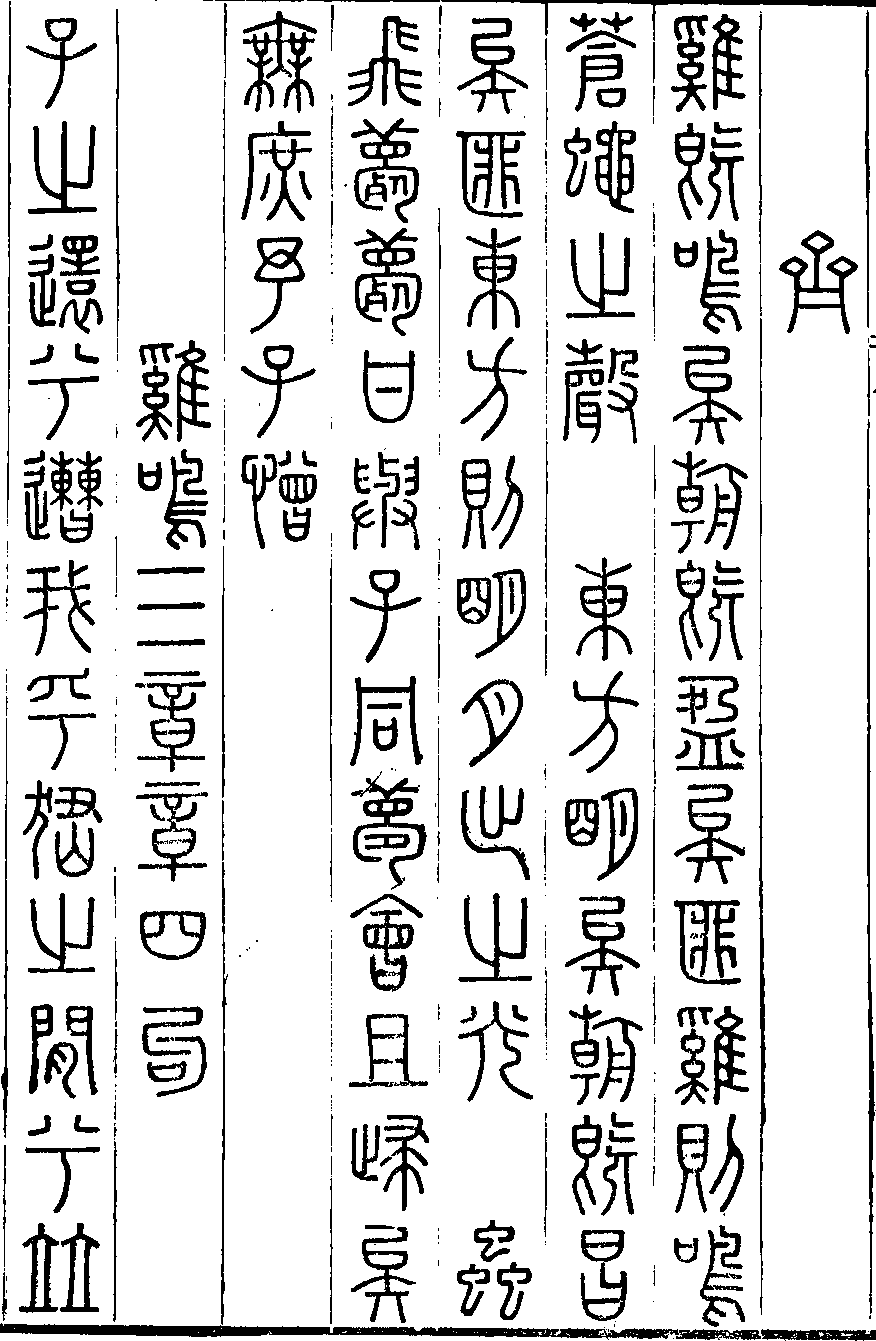 齊
雞既鳴矣朝既盈矣匪雞則鳴
蒼蠅之聲　東方明矣朝既昌
矣匪東方則明月出之光　蟲
飛薨薨甘與子同夢會且歸矣
無庶予子憎
雞鳴三章章四句
子之還兮遭我乎峱之閒兮並